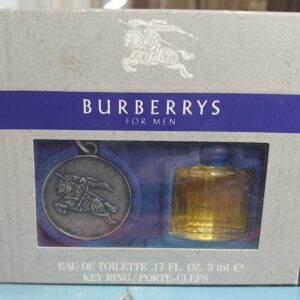 BURBERRYS
FOR MEN
EAU DE TOILETTE .17 FL. OZ. 5 ml ℮
KEY RING/PORTE-CLEFS